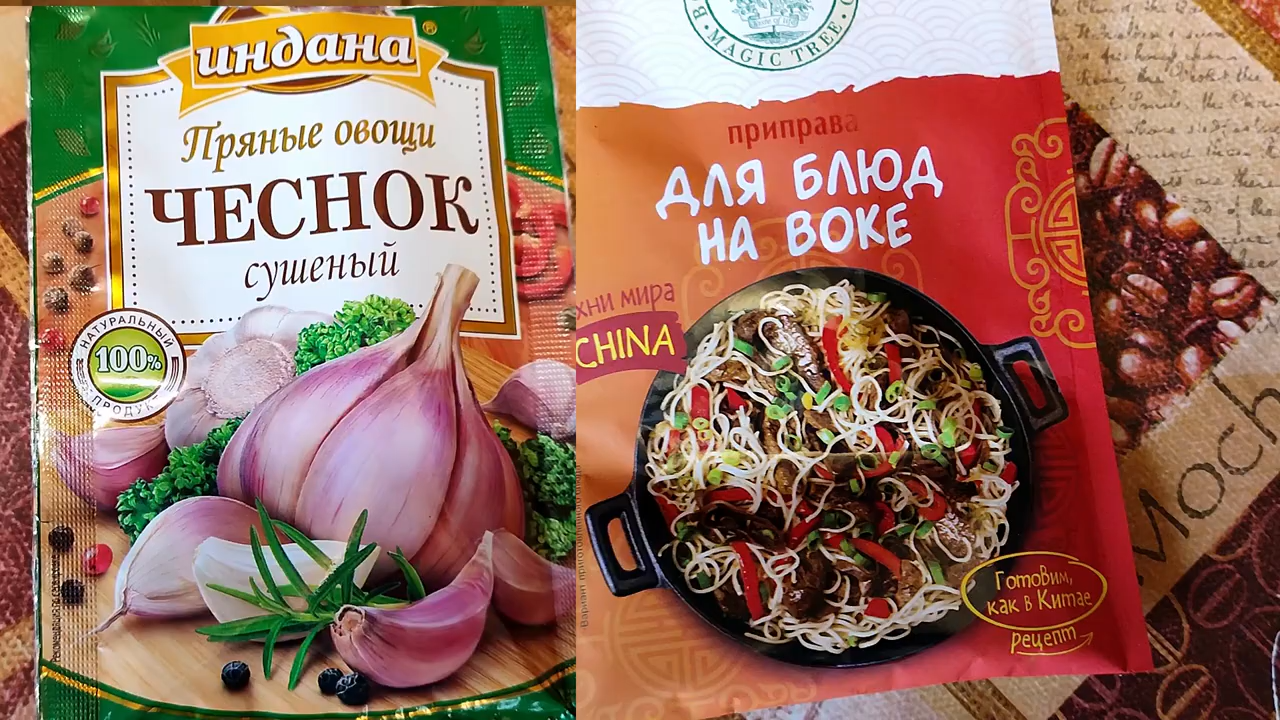 индана®
Пряные овощи
ЧЕСНОК
сушеный
НАТУРАЛЬНЫЙ
100%
ПРОДУКТ
MAGIC TREE
приправа
ДЛЯ БЛЮД
НА ВОКЕ
хни мира
CHINA
Готовим,
как в Китае
рецепт
Moch